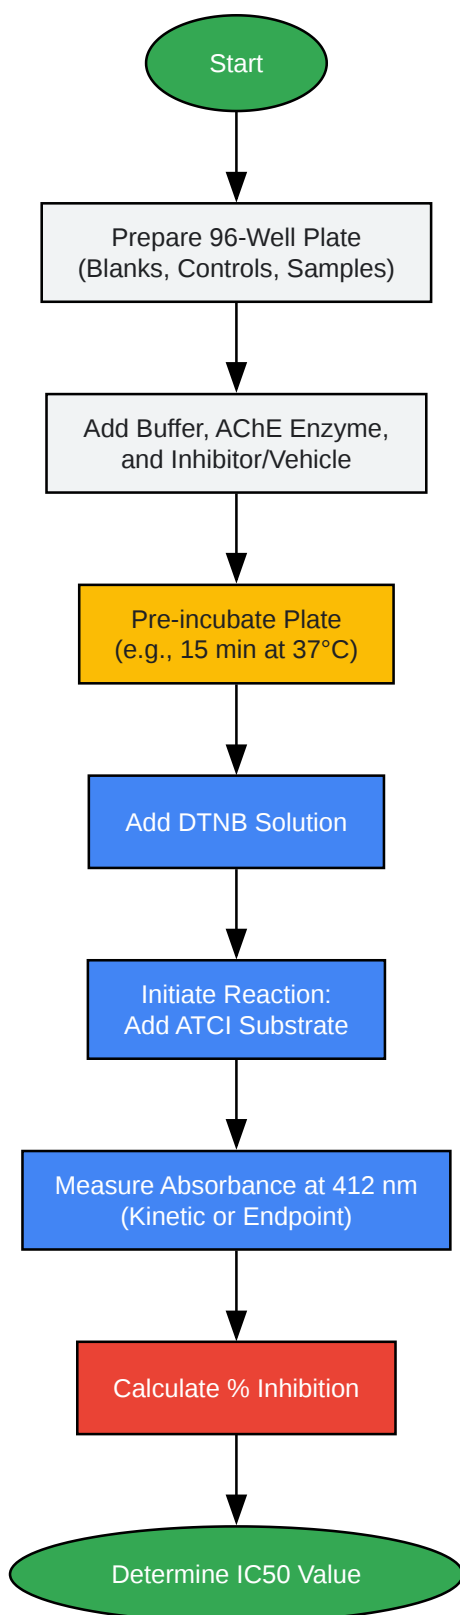 Start
Prepare 96-Well Plate
(Blanks, Controls, Samples)
Add Buffer, AChE Enzyme,
and Inhibitor/Vehicle
Pre-incubate Plate
(e.g., 15 min at 37°C)
Add DTNB Solution
Initiate Reaction:
Add ATCI Substrate
Measure Absorbance at 412 nm
(Kinetic or Endpoint)
Calculate % Inhibition
Determine IC50 Value